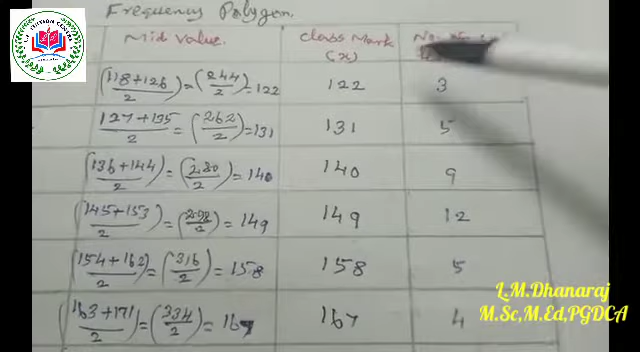 Frequency Polygon.
Mid Value. Class Mark (x) No.
(118+126)/2 = (244/2) = 122 122 3
127+135/2 = (262/2) = 131 131 5
(136+144)/2 = (280/2) = 140 140 9
(145+153)/2 = (298/2) = 149 149 12
(154+162)/2 = (316/2) = 158 158 5
(163+171)/2 = (334/2) = 167 167 4
L.M.Dhanaraj
M.Sc,M.Ed,PGDCA